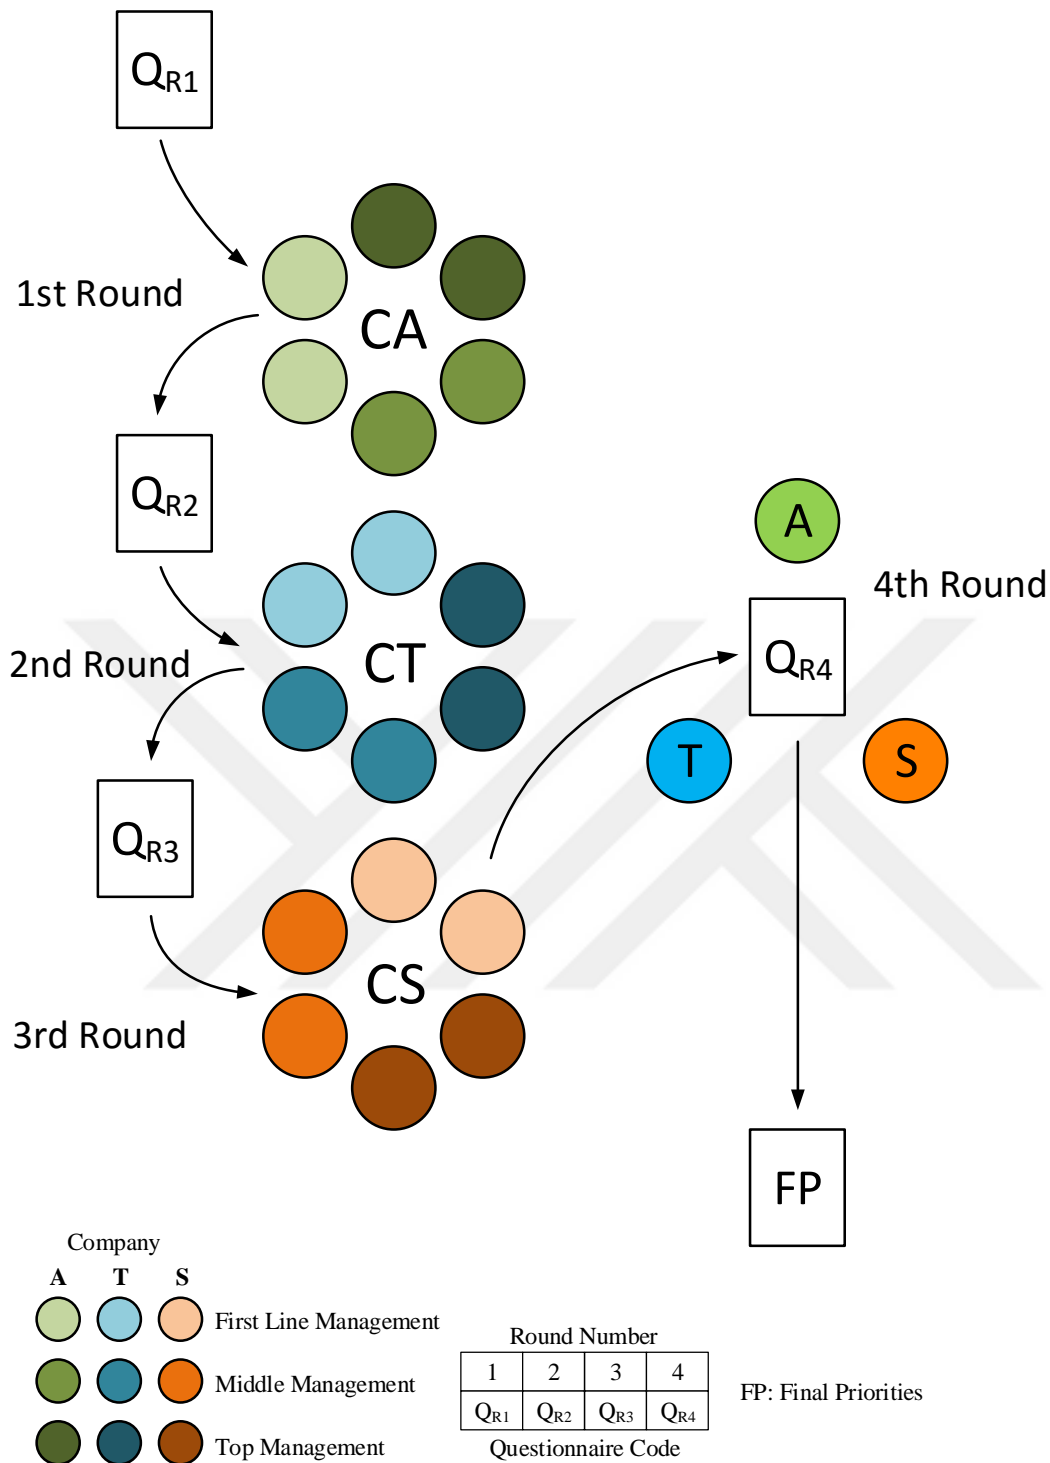 QR1
1st Round
CA
QR2
A
4th Round
2nd Round
CT
QR4
T
S
QR3
CS
3rd Round
FP
Company
A T S
First Line Management
Middle Management
Top Management
Round Number
1 2 3 4
QR1 QR2 QR3 QR4
Questionnaire Code
FP: Final Priorities